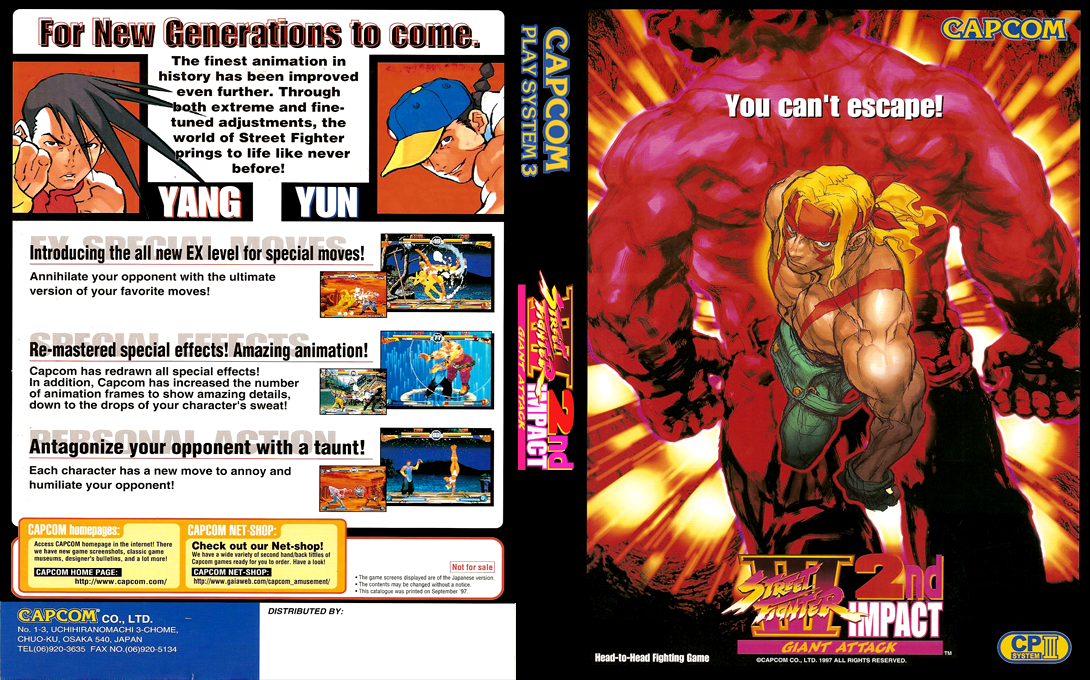 For New Generations to come.
The finest animation in
history has been improved
even further. Through
both extreme and fine-
tuned adjustments, the
world of Street Fighter
prings to life like never
before!
YANG
YUN
EX SPECIAL MOVES
Introducing the all new EX level for special moves!
Annihilate your opponent with the ultimate
version of your favorite moves!
SPECIAL EFFECTS
Re-mastered special effects! Amazing animation!
Capcom has redrawn all special effects!
In addition, Capcom has increased the number
of animation frames to show amazing details,
down to the drops of your character's sweat!
PERSONAL ACTION
Antagonize your opponent with a taunt!
Each character has a new move to annoy and
humiliate your opponent!
CAPCOM homepages:
Access CAPCOM homepage in the internet! There
we have new game screenshots, classic game
museums, designer's bulletins, and a lot more!
CAPCOM HOME PAGE:
http://www.capcom.com/
CAPCOM NET-SHOP:
Check out our Net-shop!
We have a wide variety of second hand/back titles of
Capcom games ready for you to order. Have a look!
CAPCOM NET-SHOP:
http://www.gaiaweb.com/capcom_amusement/
Not for sale
• The game screens displayed are of the Japanese version.
• The contents may be changed without a notice.
• This catalogue was printed on September '97.
CAPCOM® CO., LTD.
No. 1-3, UCHIHIRANOMACHI 3-CHOME,
CHUO-KU, OSAKA 540, JAPAN
TEL(06)920-3635 FAX NO.(06)920-5134
DISTRIBUTED BY:
CAPCOM
PLAY SYSTEM 3
STREET FIGHTER III 2nd IMPACT
GIANT ATTACK
CAPCOM®
You can't escape!
STREET FIGHTER III 2nd IMPACT
GIANT ATTACK ™
©CAPCOM CO., LTD. 1997 ALL RIGHTS RESERVED.
Head-to-Head Fighting Game
CP SYSTEM III